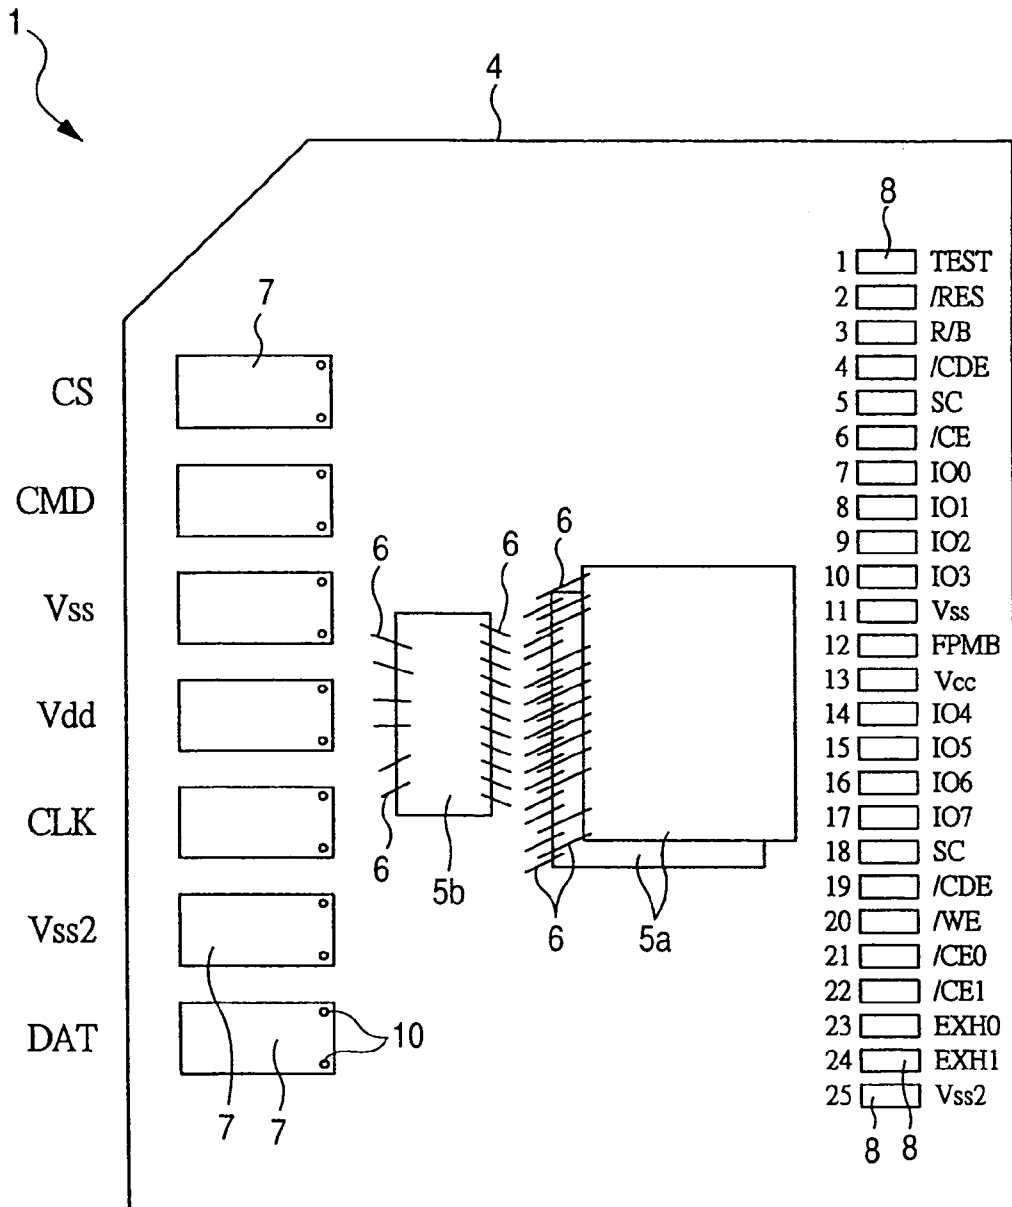 1
4
8
1 TEST
2 /RES
3 R/B
4 /CDE
5 SC
6 /CE
7 IO0
8 IO1
9 IO2
10 IO3
11 Vss
12 FPMB
13 Vcc
14 IO4
15 IO5
16 IO6
17 IO7
18 SC
19 /CDE
20 /WE
21 /CE0
22 /CE1
23 EXH0
24 EXH1
25 Vss2
8 8
7
CS
CMD
Vss
Vdd
CLK
Vss2
DAT
10
7 7
6 6 6
6 5b 6 5a